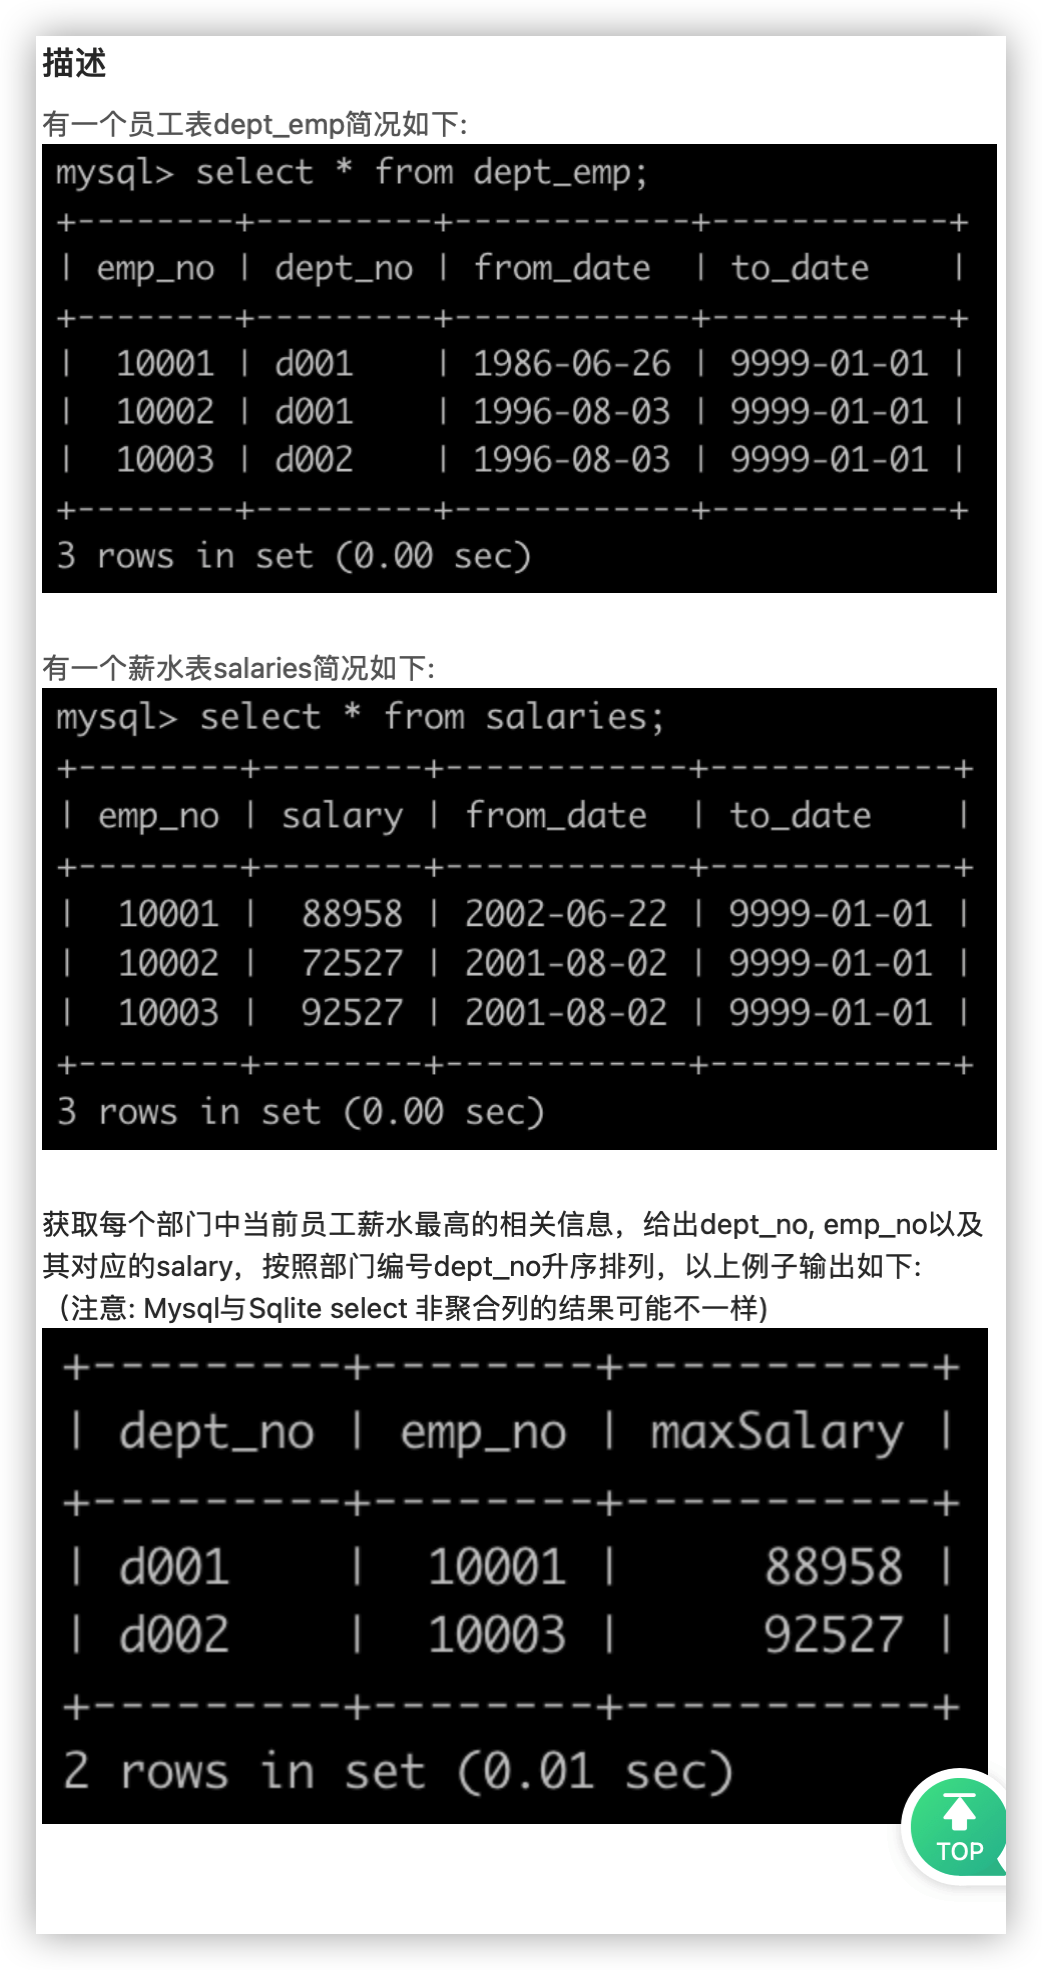 描述
有一个员工表dept_emp简况如下:
mysql> select * from dept_emp;
+--------+---------+------------+------------+
| emp_no | dept_no | from_date  | to_date    |
+--------+---------+------------+------------+
|  10001 | d001    | 1986-06-26 | 9999-01-01 |
|  10002 | d001    | 1996-08-03 | 9999-01-01 |
|  10003 | d002    | 1996-08-03 | 9999-01-01 |
+--------+---------+------------+------------+
3 rows in set (0.00 sec)
有一个薪水表salaries简况如下:
mysql> select * from salaries;
+--------+--------+------------+------------+
| emp_no | salary | from_date  | to_date    |
+--------+--------+------------+------------+
|  10001 |  88958 | 2002-06-22 | 9999-01-01 |
|  10002 |  72527 | 2001-08-02 | 9999-01-01 |
|  10003 |  92527 | 2001-08-02 | 9999-01-01 |
+--------+--------+------------+------------+
3 rows in set (0.00 sec)
获取每个部门中当前员工薪水最高的相关信息，给出dept_no, emp_no以及
其对应的salary，按照部门编号dept_no升序排列，以上例子输出如下:
（注意: Mysql与Sqlite select 非聚合列的结果可能不一样)
+---------+--------+-----------+
| dept_no | emp_no | maxSalary |
+---------+--------+-----------+
| d001    |  10001 |     88958 |
| d002    |  10003 |     92527 |
+---------+--------+-----------+
2 rows in set (0.01 sec)
TOP